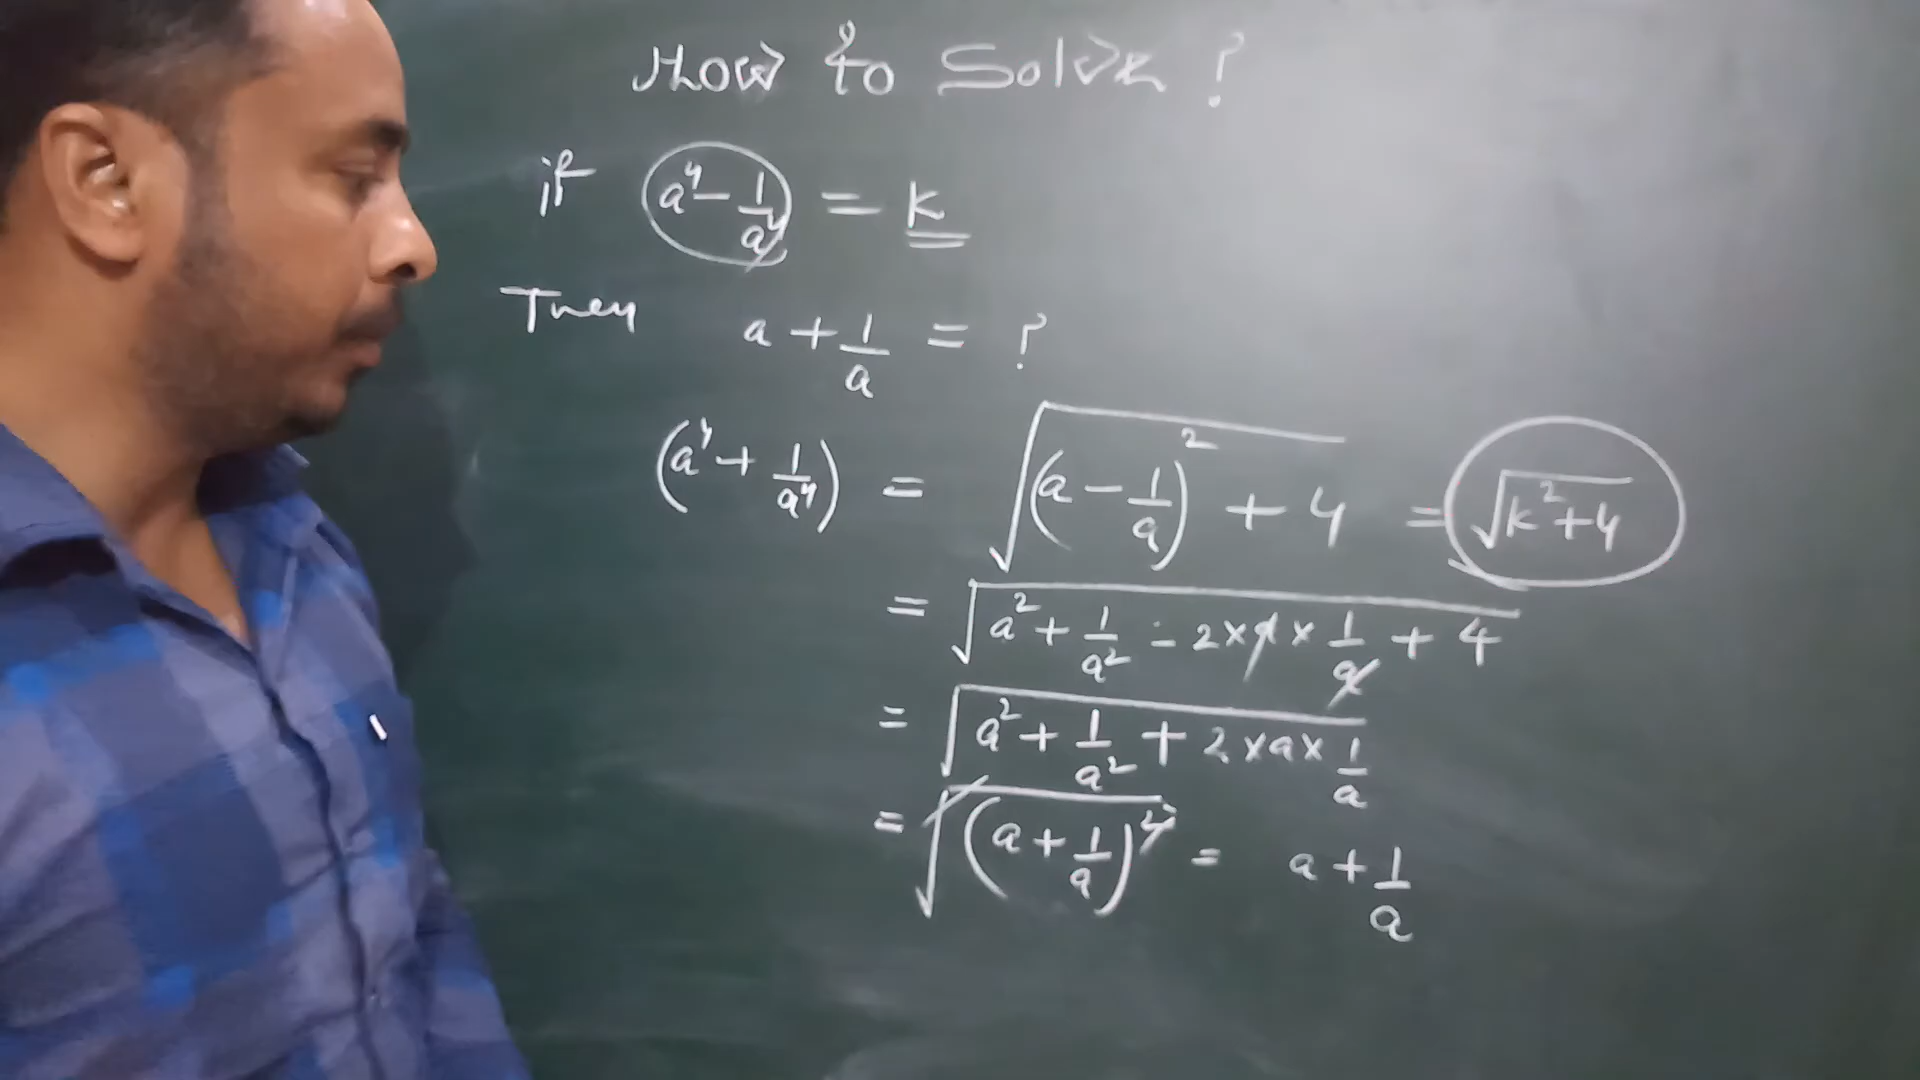 How to Solve ?
if a⁴ - 1/a⁴ = k
Then a + 1/a = ?
(a⁴ + 1/a⁴) = √((a - 1/a)² + 4) = √(k² + 4)
= √(a² + 1/a² - 2 × a × 1/a + 4)
= √(a² + 1/a² + 2 × a × 1/a)
= √((a + 1/a)²) = a + 1/a